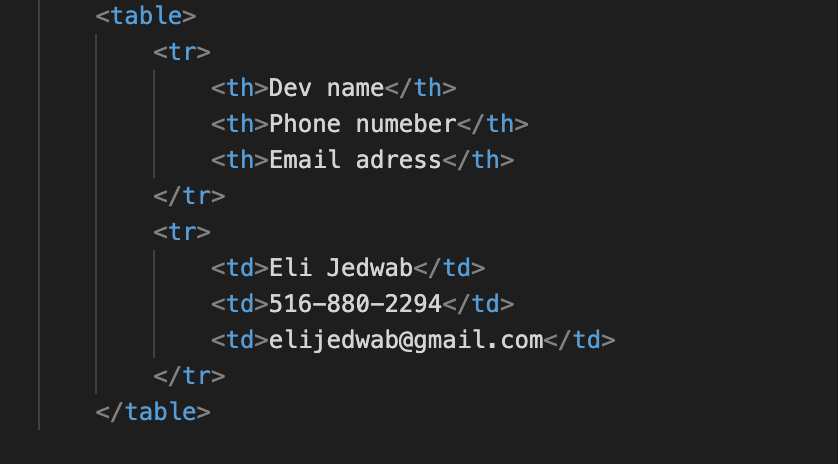 <table>
<tr>
<th>Dev name</th>
<th>Phone numeber</th>
<th>Email adress</th>
</tr>
<tr>
<td>Eli Jedwab</td>
<td>516-880-2294</td>
<td>elijedwab@gmail.com</td>
</tr>
</table>